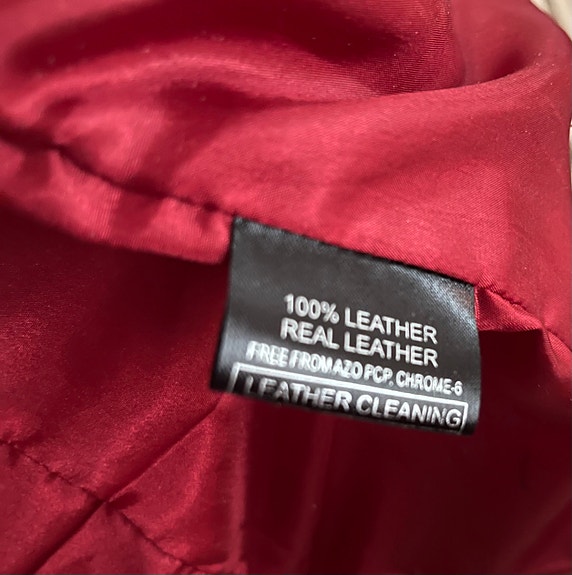 100% LEATHER
REAL LEATHER
FREE FROM AZO PCP. CHROME-6
LEATHER CLEANING